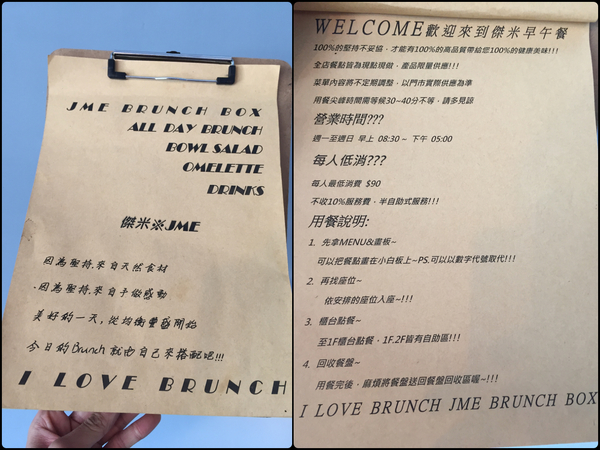 JME BRUNCH BOX
ALL DAY BRUNCH
BOWL SALAD
OMELETTE
DRINKS
傑米※JME
因為堅持.來自天然食材
.因為堅持.來自手做感動
美好的一天,從均衡豐盛開始
今日的Brunch 就由自己來搭配吧!!!
I LOVE BRUNCH
WELCOME歡迎來到傑米早午餐
100%的堅持不妥協，才能有100%的高品質帶給您100%的健康美味!!!
全店餐點皆為現點現做、產品限量供應!!!
菜單內容將不定期調整、以門市實際供應為準
用餐尖峰時間需等候30~40分不等，請多見諒
營業時間???
週一至週日 早上 08:30 ~ 下午 05:00
每人低消???
每人最低消費 $90
不收10%服務費，半自助式服務!!!
用餐說明:
1. 先拿MENU&畫板~
可以把餐點畫在小白板上~PS.可以以數字代號取代!!!
2. 再找座位~
依安排的座位入座~!!!
3. 櫃台點餐~
至1F櫃台點餐、1F.2F皆有自助區!!!
4. 回收餐盤~
用餐完後，麻煩將餐盤送回餐盤回收區喔~!!!
I LOVE BRUNCH JME BRUNCH BOX